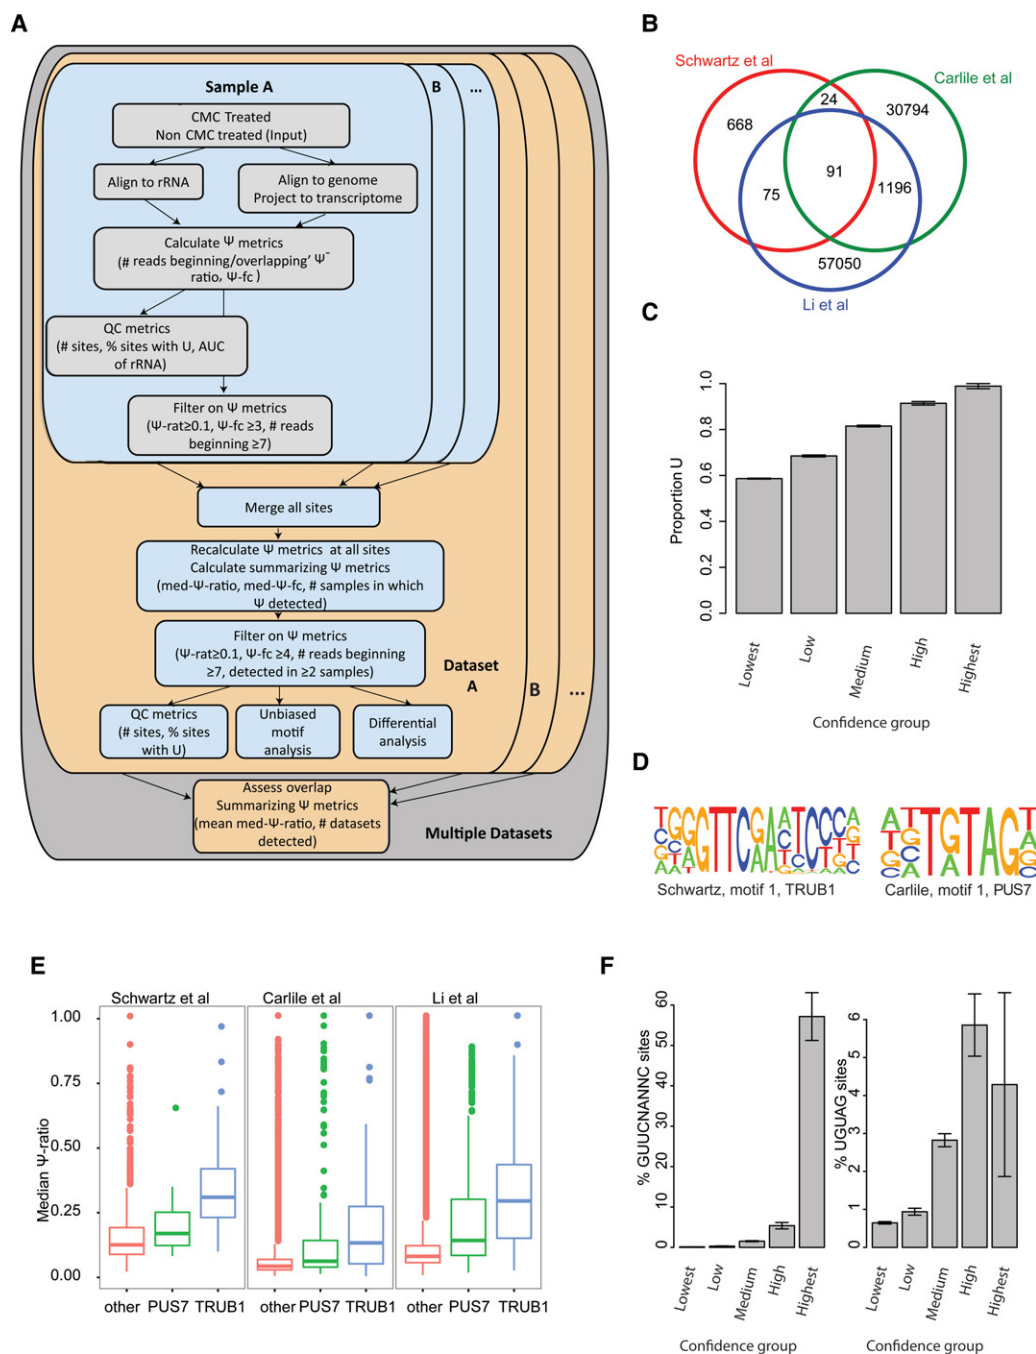 A
Sample A
B
...
CMC Treated
Non CMC treated (Input)
Align to rRNA
Align to genome
Project to transcriptome
Calculate Ψ metrics
(# reads beginning/overlapping, Ψ-
ratio, Ψ-fc)
QC metrics
(# sites, % sites with U, AUC
of rRNA)
Filter on Ψ metrics
(Ψ-rat≥0.1, Ψ-fc ≥3, # reads
beginning ≥7)
Merge all sites
Recalculate Ψ metrics at all sites
Calculate summarizing Ψ metrics
(med-Ψ-ratio, med-Ψ-fc, # samples in which
Ψ detected)
Filter on Ψ metrics
(Ψ-rat≥0.1, Ψ-fc ≥4, # reads beginning
≥7, detected in ≥2 samples)
Dataset
A
B
...
QC metrics
(# sites, % sites
with U)
Unbiased
motif
analysis
Differential
analysis
Assess overlap
Summarizing Ψ metrics
(mean med-Ψ-ratio, # datasets
detected)
Multiple Datasets
B
Schwartz et al
Carlile et al
24
668
30794
91
75
1196
57050
Li et al
C
Proportion U
1.0
0.8
0.6
0.4
0.2
0.0
Lowest
Low
Medium
High
Highest
Confidence group
D
Schwartz, motif 1, TRUB1
Carlile, motif 1, PUS7
E
Schwartz et al
Carlile et al
Li et al
Median Ψ-ratio
1.00
0.75
0.50
0.25
0.00
other PUS7 TRUB1
other PUS7 TRUB1
other PUS7 TRUB1
F
% GUUCNANNC sites
60
50
40
30
20
10
0
Lowest
Low
Medium
High
Highest
Confidence group
% UGUAG sites
6
5
4
3
2
1
0
Lowest
Low
Medium
High
Highest
Confidence group